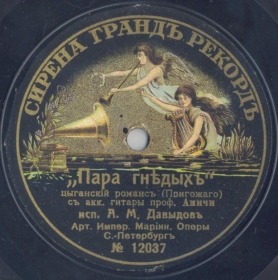 СИРЕНА ГРАНДЪ РЕКОРДЪ
„Пара гнѣдыхъ“
цыганскій романсъ (Пригожаго)
съ акк. гитары проф. Аничи
исп. А. М. Давыдовъ
Арт. Импер. Маріин. Оперы
С.-Петербургъ
№ 12037